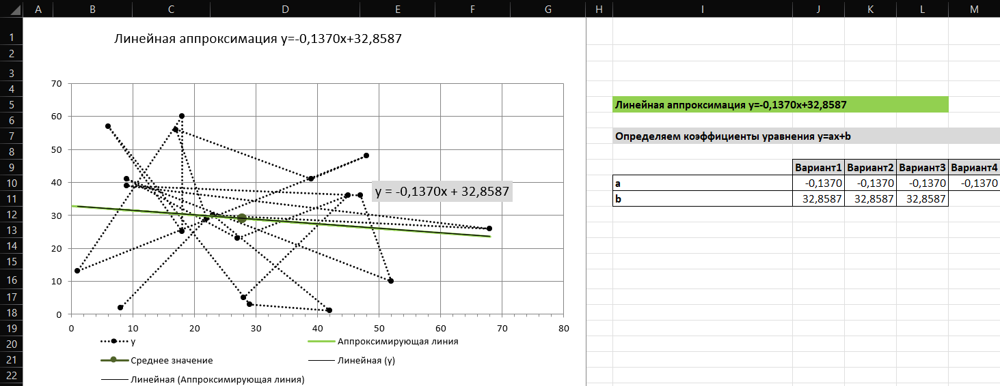 A B C D E F G H I J K L M
1 Линейная аппроксимация y=-0,1370x+32,8587
2
3
4
5 Линейная аппроксимация y=-0,1370x+32,8587
6
7 Определяем коэффициенты уравнения y=ax+b
8
9 Вариант1 Вариант2 Вариант3 Вариант4
10 a -0,1370 -0,1370 -0,1370 -0,1370
11 b 32,8587 32,8587 32,8587
12
13
14
15
16
17
18
19
20
21
22
70
60
50
40
y = -0,1370x + 32,8587
30
20
10
0
0 10 20 30 40 50 60 70 80
y Аппроксимирующая линия
Среднее значение Линейная (y)
Линейная (Аппроксимирующая линия)